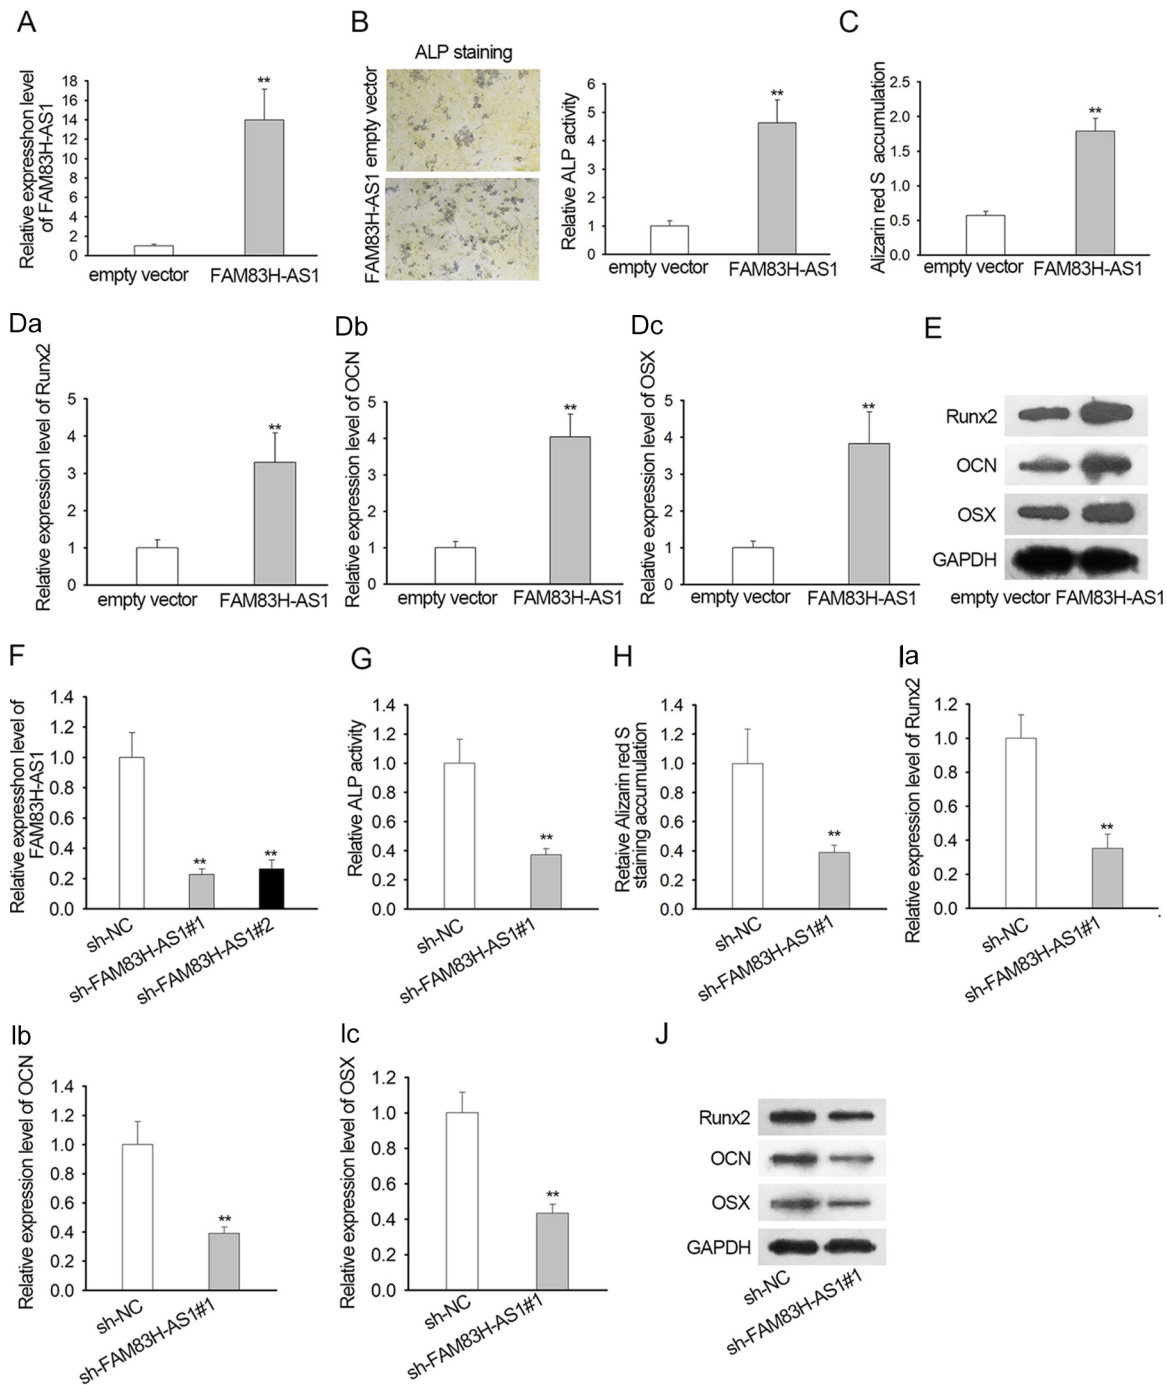 A
Relative expresshon level
of FAM83H-AS1
18
16
14
12
10
8
6
4
2
0
**
empty vector FAM83H-AS1
B
ALP staining
FAM83H-AS1 empty vector
Relative ALP activity
6
5
4
3
2
1
0
**
empty vector FAM83H-AS1
C
Alizarin red S accumulation
2.5
2.0
1.5
1.0
0.5
0.0
**
empty vector FAM83H-AS1
Da
Relative expression level of Runx2
5
4
3
2
1
0
**
empty vector FAM83H-AS1
Db
Relative expression level of OCN
5
4
3
2
1
0
**
empty vector FAM83H-AS1
Dc
Relative expression level of OSX
5
4
3
2
1
0
**
empty vector FAM83H-AS1
E
Runx2
OCN
OSX
GAPDH
empty vector FAM83H-AS1
F
Relative expresshon level of
FAM83H-AS1
1.4
1.2
1.0
0.8
0.6
0.4
0.2
0.0
**
**
sh-NC
sh-FAM83H-AS1#1
sh-FAM83H-AS1#2
G
Relative ALP activity
1.4
1.2
1.0
0.8
0.6
0.4
0.2
0.0
**
sh-NC
sh-FAM83H-AS1#1
H
Retaive Alizarin red S
staining accumulation
1.4
1.2
1.0
0.8
0.6
0.4
0.2
0.0
**
sh-NC
sh-FAM83H-AS1#1
Ia
Relative expression level of Runx2
1.2
1.0
0.8
0.6
0.4
0.2
0.0
**
sh-NC
sh-FAM83H-AS1#1
.
Ib
Relative expression level of OCN
1.4
1.2
1.0
0.8
0.6
0.4
0.2
0.0
**
sh-NC
sh-FAM83H-AS1#1
Ic
Relative expression level of OSX
1.2
1.0
0.8
0.6
0.4
0.2
0.0
**
sh-NC
sh-FAM83H-AS1#1
J
Runx2
OCN
OSX
GAPDH
sh-NC
sh-FAM83H-AS1#1